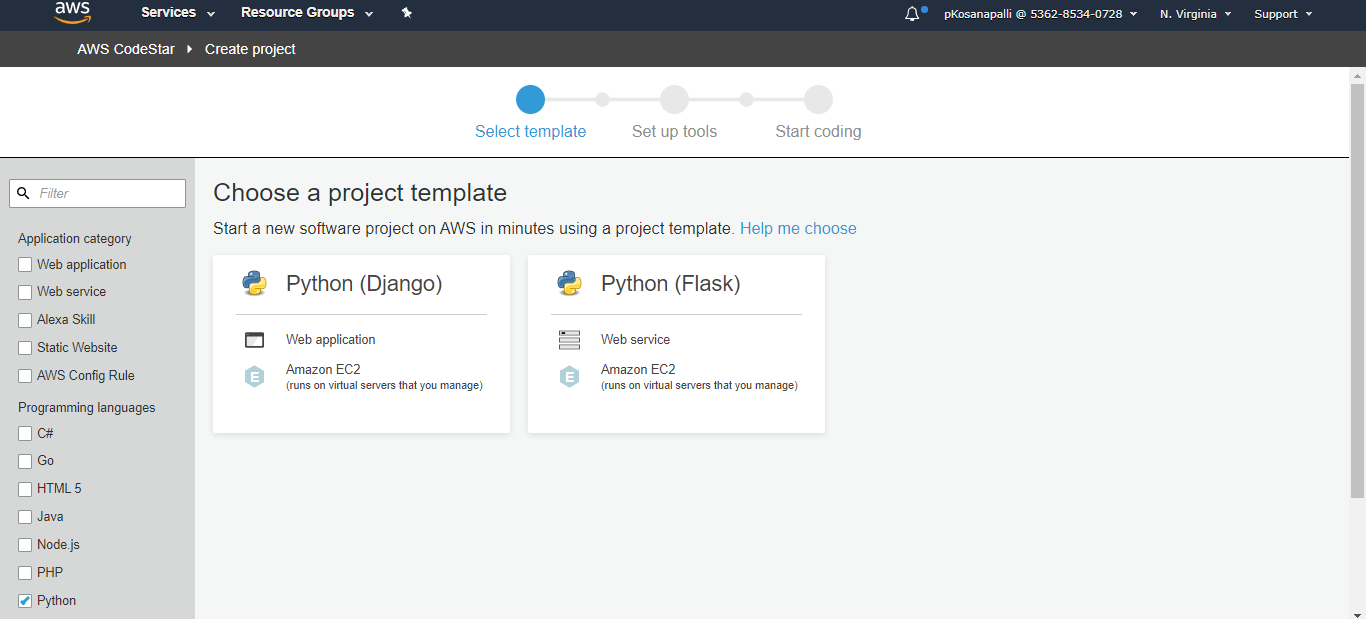 aws Services Resource Groups pKosanapalli @ 5362-8534-0728 N. Virginia Support
AWS CodeStar Create project
Select template Set up tools Start coding
Filter
Application category
Web application
Web service
Alexa Skill
Static Website
AWS Config Rule
Programming languages
C#
Go
HTML 5
Java
Node.js
PHP
Python
Choose a project template
Start a new software project on AWS in minutes using a project template. Help me choose
Python (Django)
Web application
Amazon EC2
(runs on virtual servers that you manage)
Python (Flask)
Web service
Amazon EC2
(runs on virtual servers that you manage)